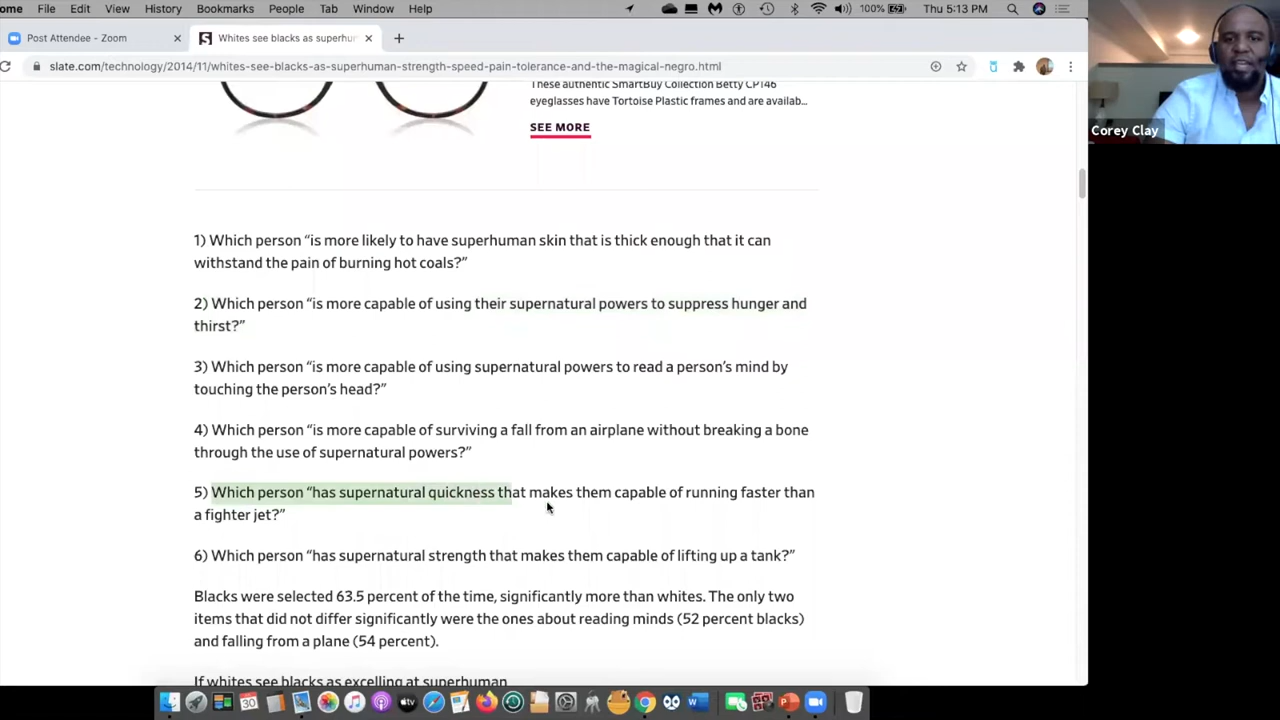 ome File Edit View History Bookmarks People Tab Window Help 100% Thu 5:13 PM
Post Attendee - Zoom
Whites see blacks as superhur
slate.com/technology/2014/11/whites-see-blacks-as-superhuman-strength-speed-pain-tolerance-and-the-magical-negro.html
These authentic SmartBuy Collection Betty CP146
eyeglasses have Tortoise Plastic frames and are availab...
SEE MORE
Corey Clay
1) Which person “is more likely to have superhuman skin that is thick enough that it can
withstand the pain of burning hot coals?”
2) Which person “is more capable of using their supernatural powers to suppress hunger and
thirst?”
3) Which person “is more capable of using supernatural powers to read a person’s mind by
touching the person’s head?”
4) Which person “is more capable of surviving a fall from an airplane without breaking a bone
through the use of supernatural powers?”
5) Which person “has supernatural quickness that makes them capable of running faster than
a fighter jet?”
6) Which person “has supernatural strength that makes them capable of lifting up a tank?”
Blacks were selected 63.5 percent of the time, significantly more than whites. The only two
items that did not differ significantly were the ones about reading minds (52 percent blacks)
and falling from a plane (54 percent).
If whites see blacks as excelling at superhuman
30